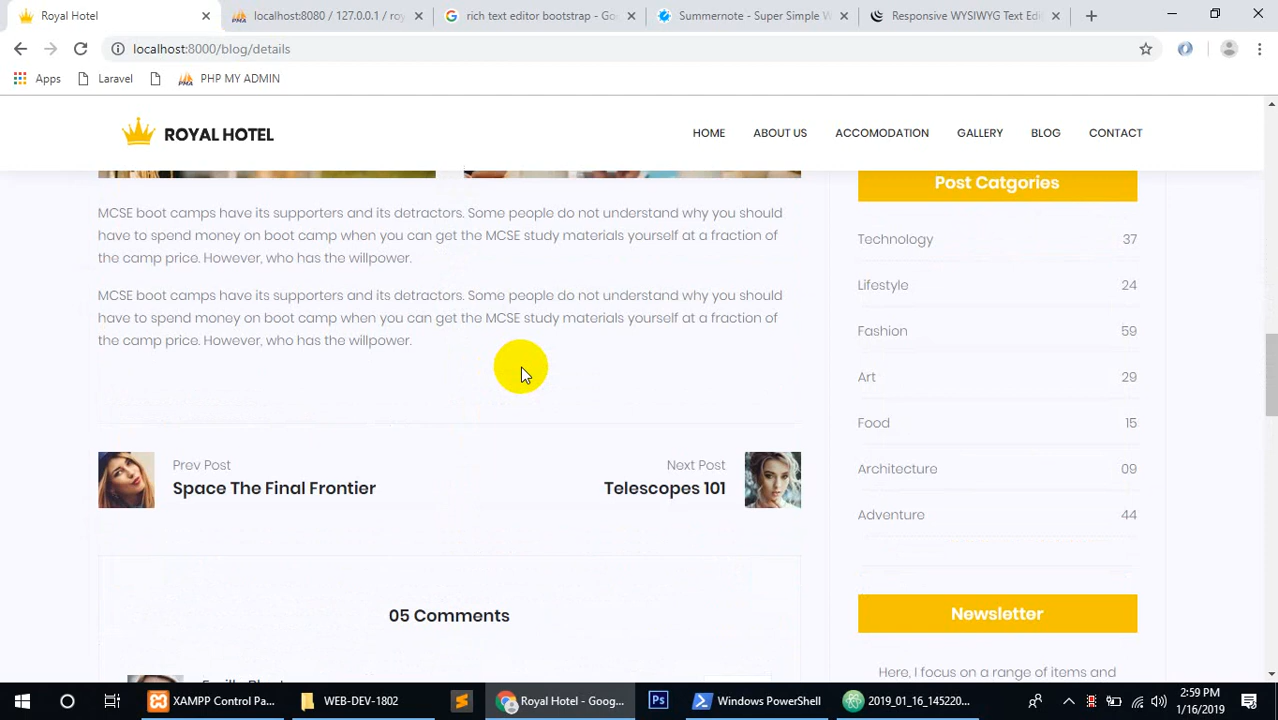 Royal Hotel
localhost:8080 / 127.0.0.1 / roy
rich text editor bootstrap - Goo
Summernote - Super Simple W
Responsive WYSIWYG Text Edi
localhost:8000/blog/details
Apps
Laravel
PHP MY ADMIN
ROYAL HOTEL
HOME
ABOUT US
ACCOMODATION
GALLERY
BLOG
CONTACT
MCSE boot camps have its supporters and its detractors. Some people do not understand why you should
have to spend money on boot camp when you can get the MCSE study materials yourself at a fraction of
the camp price. However, who has the willpower.
MCSE boot camps have its supporters and its detractors. Some people do not understand why you should
have to spend money on boot camp when you can get the MCSE study materials yourself at a fraction of
the camp price. However, who has the willpower.
Prev Post
Space The Final Frontier
Next Post
Telescopes 101
05 Comments
Post Catgories
Technology 37
Lifestyle 24
Fashion 59
Art 29
Food 15
Architecture 09
Adventure 44
Newsletter
Here, I focus on a range of items and
XAMPP Control Pa...
WEB-DEV-1802
Royal Hotel - Goog...
Ps
Windows PowerShell
2019_01_16_145220...
2:59 PM
1/16/2019